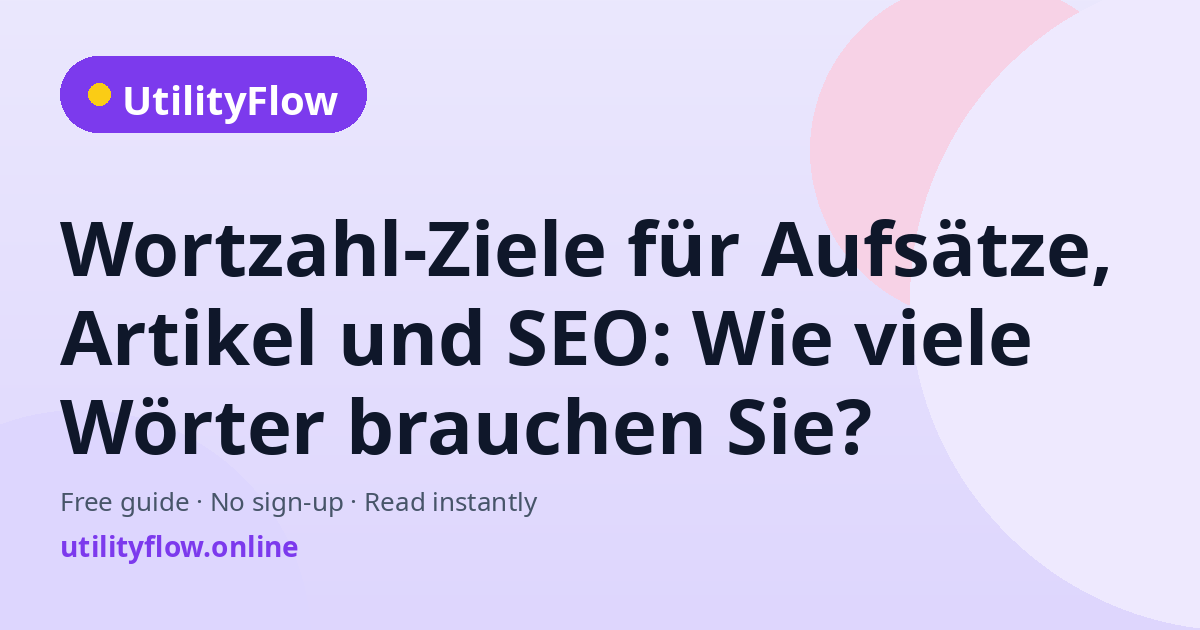 UtilityFlow
Wortzahl-Ziele für Aufsätze,
Artikel und SEO: Wie viele
Wörter brauchen Sie?
Free guide · No sign-up · Read instantly
utilityflow.online